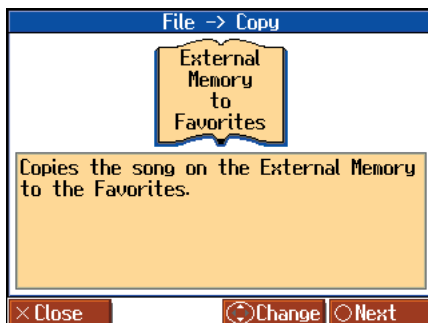 File -> Copy
External
Memory
to
Favorites
Copies the song on the External Memory
to the Favorites.
× Close
Change
Next